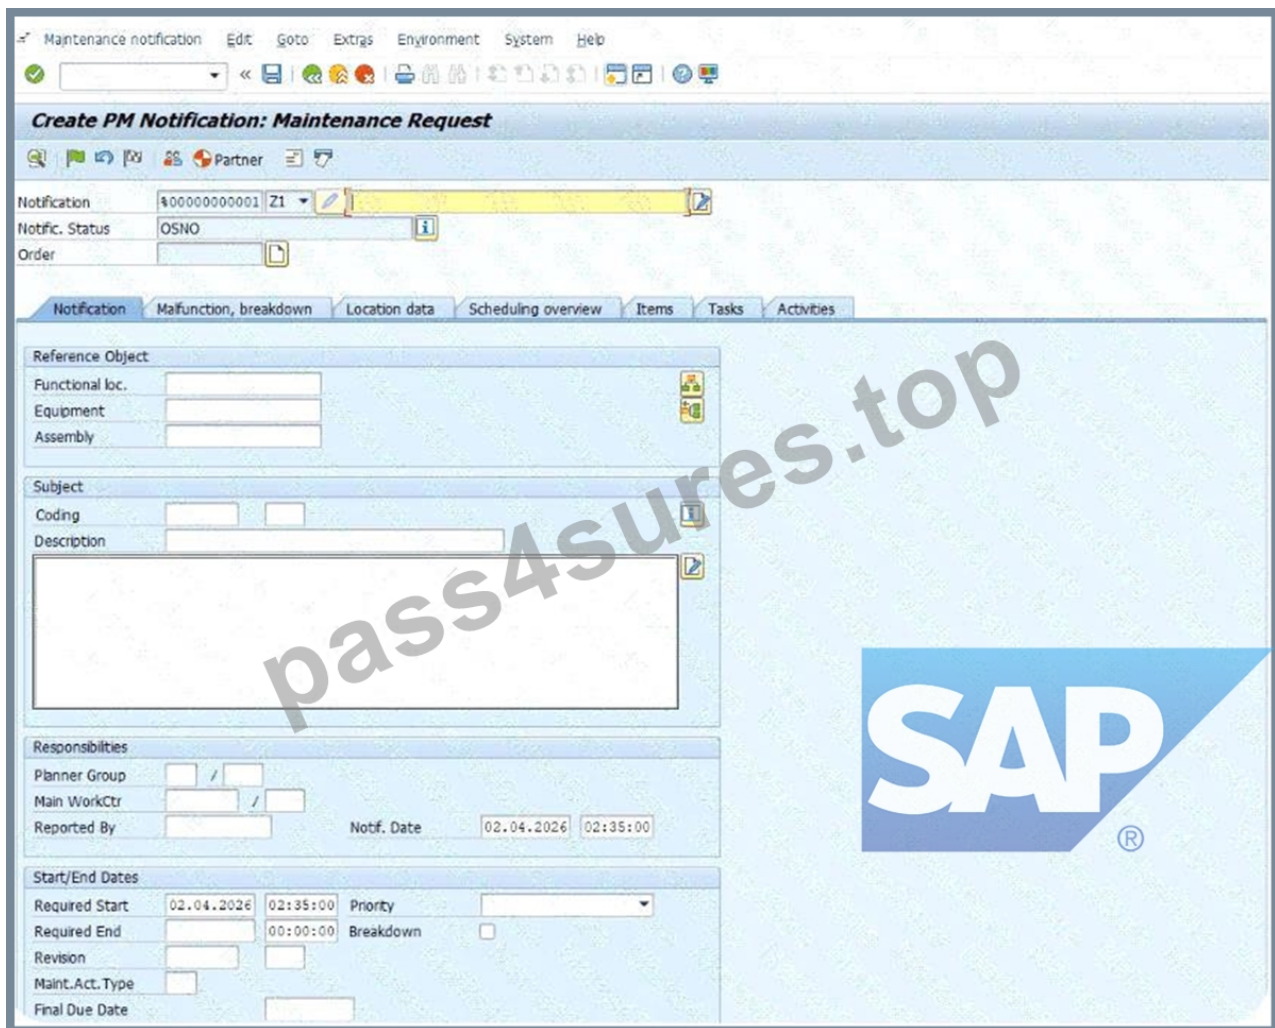 Maintenance notification Edit Goto Extras Environment System Help
Create PM Notification: Maintenance Request
Partner
Notification %00000000001 Z1
Notific. Status OSNO
Order
Notification Malfunction, breakdown Location data Scheduling overview Items Tasks Activities
Reference Object
Functional loc.
Equipment
Assembly
Subject
Coding
Description
pass4sures.top
SAP
®
Responsibilties
Planner Group /
Main WorkCtr /
Reported By Notif. Date 02.04.2026 02:35:00
Start/End Dates
Required Start 02.04.2026 02:35:00 Priority
Required End 00:00:00 Breakdown
Revision
Maint.Act.Type
Final Due Date